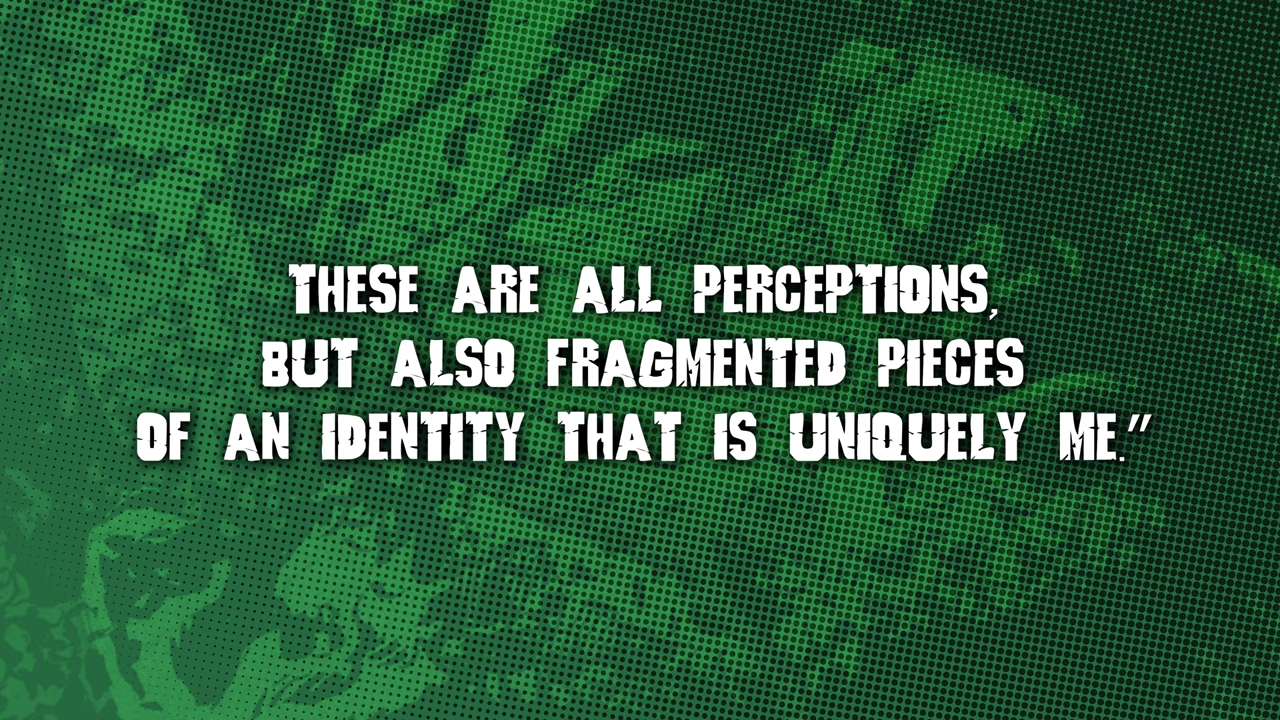 THESE ARE ALL PERCEPTIONS,
BUT ALSO FRAGMENTED PIECES
OF AN IDENTITY THAT IS UNIQUELY ME.”